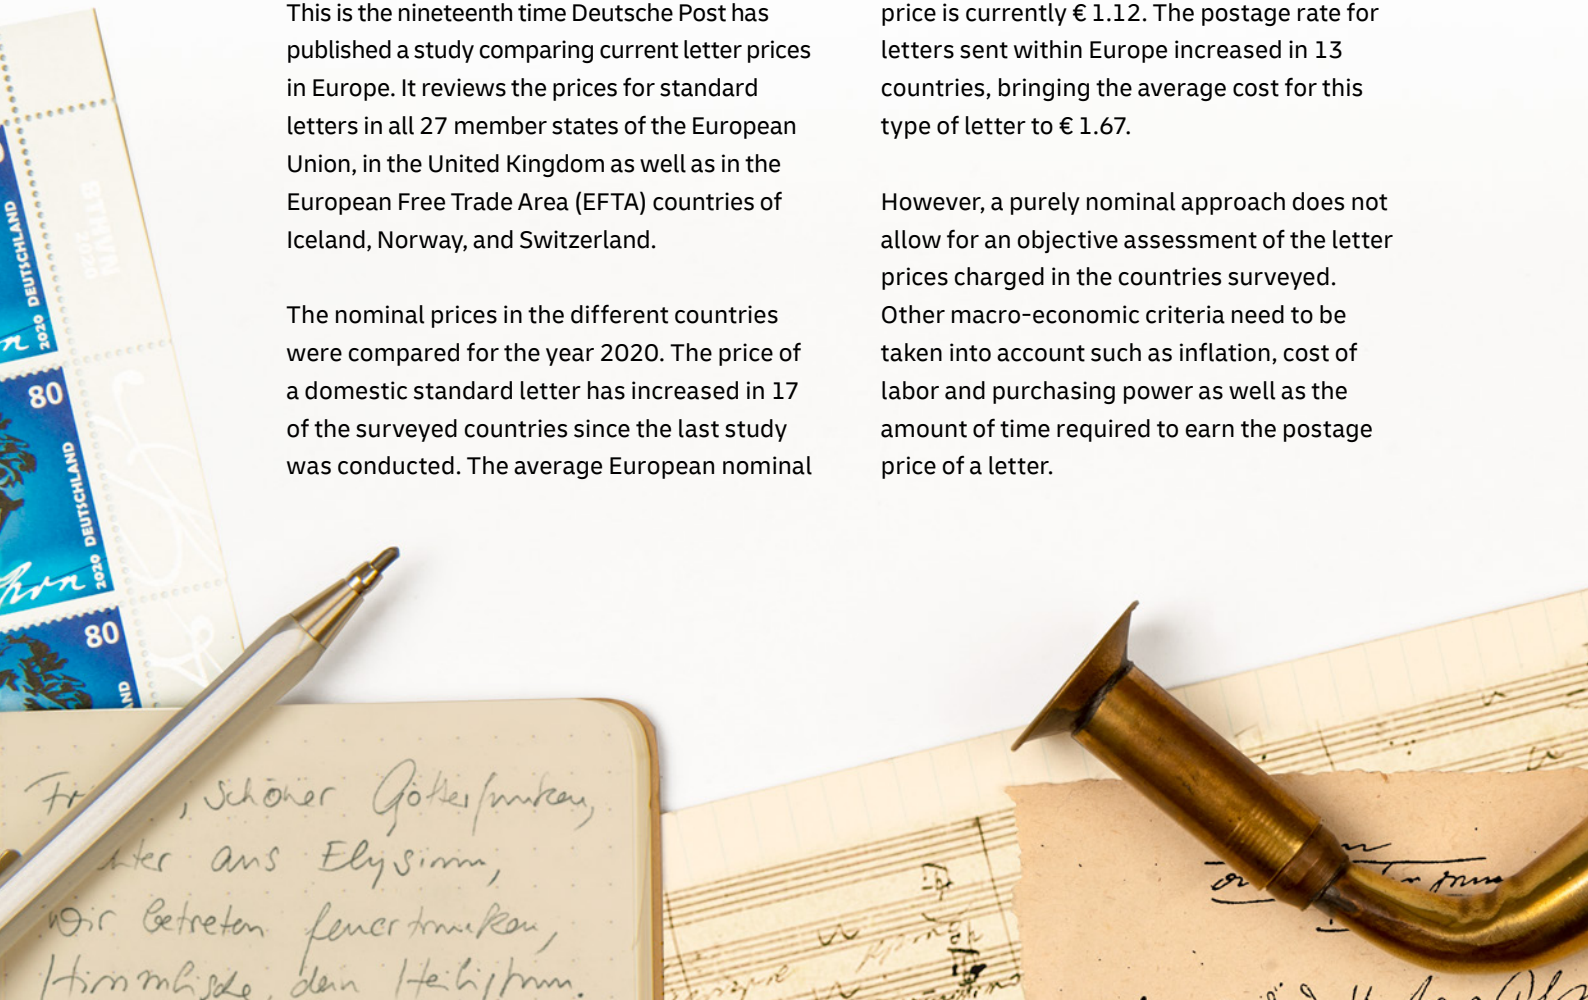 This is the nineteenth time Deutsche Post has
published a study comparing current letter prices
in Europe. It reviews the prices for standard
letters in all 27 member states of the European
Union, in the United Kingdom as well as in the
European Free Trade Area (EFTA) countries of
Iceland, Norway, and Switzerland.
The nominal prices in the different countries
were compared for the year 2020. The price of
a domestic standard letter has increased in 17
of the surveyed countries since the last study
was conducted. The average European nominal
price is currently € 1.12. The postage rate for
letters sent within Europe increased in 13
countries, bringing the average cost for this
type of letter to € 1.67.
However, a purely nominal approach does not
allow for an objective assessment of the letter
prices charged in the countries surveyed.
Other macro-economic criteria need to be
taken into account such as inflation, cost of
labor and purchasing power as well as the
amount of time required to earn the postage
price of a letter.
2020 DEUTSCHLAND
80
2020 DEUTSCHLAND
80
, schöner Götterfunken,
aus Elysium,
Wir betreten feuertrunken,
Himmlische, dein Heiligtum.